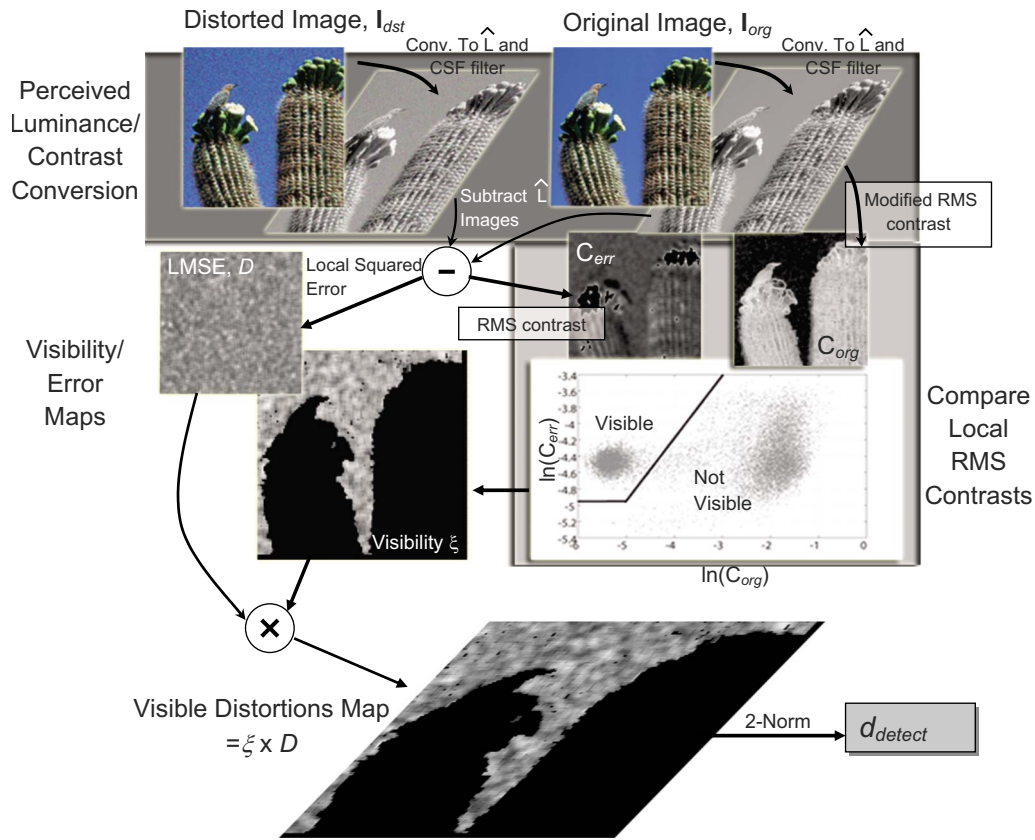 Distorted Image, I_dst
Original Image, I_org
Conv. To L̂ and
CSF filter
Conv. To L̂ and
CSF filter
Perceived
Luminance/
Contrast
Conversion
Subtract L̂
Images
Modified RMS
contrast
LMSE, D
Local Squared
Error
−
C_err
RMS contrast
C_org
Visibility/
Error
Maps
Compare
Local
RMS
Contrasts
-3.4
-3.6
-3.8
-4
-4.2
-4.4
-4.6
-4.8
-5
-5.2
-5.4
ln(C_err)
Visible
Not
Visible
-6
-5
-4
-3
-2
-1
0
ln(C_org)
Visibility ξ
×
Visible Distortions Map
=ξ x D
2-Norm
d_detect